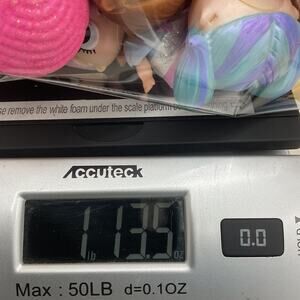 remove the white foam under the scale platform
ACCUTECK
1 13.5
lb oz
0.0
Max : 50LB d=0.1OZ